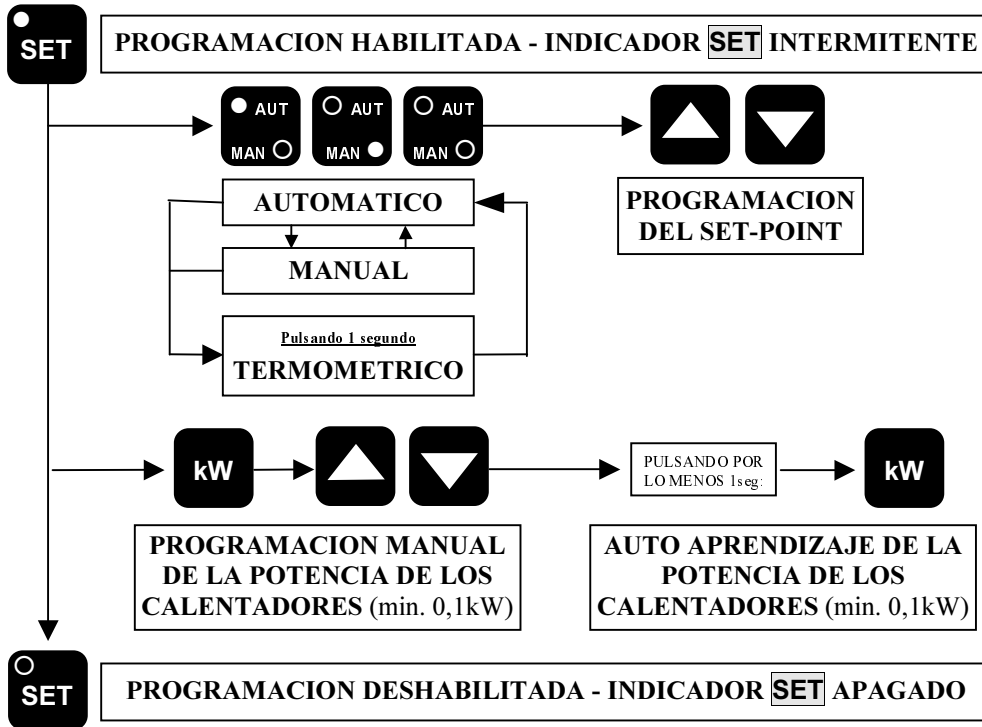 SET
PROGRAMACION HABILITADA - INDICADOR SET INTERMITENTE
AUT
MAN
AUT
MAN
AUT
MAN
AUTOMATICO
MANUAL
Pulsando 1 segundo
TERMOMETRICO
PROGRAMACION
DEL SET-POINT
kW
PULSANDO POR
LO MENOS 1seg:
kW
PROGRAMACION MANUAL
DE LA POTENCIA DE LOS
CALENTADORES (min. 0,1kW)
AUTO APRENDIZAJE DE LA
POTENCIA DE LOS
CALENTADORES (min. 0,1kW)
SET
PROGRAMACION DESHABILITADA - INDICADOR SET APAGADO